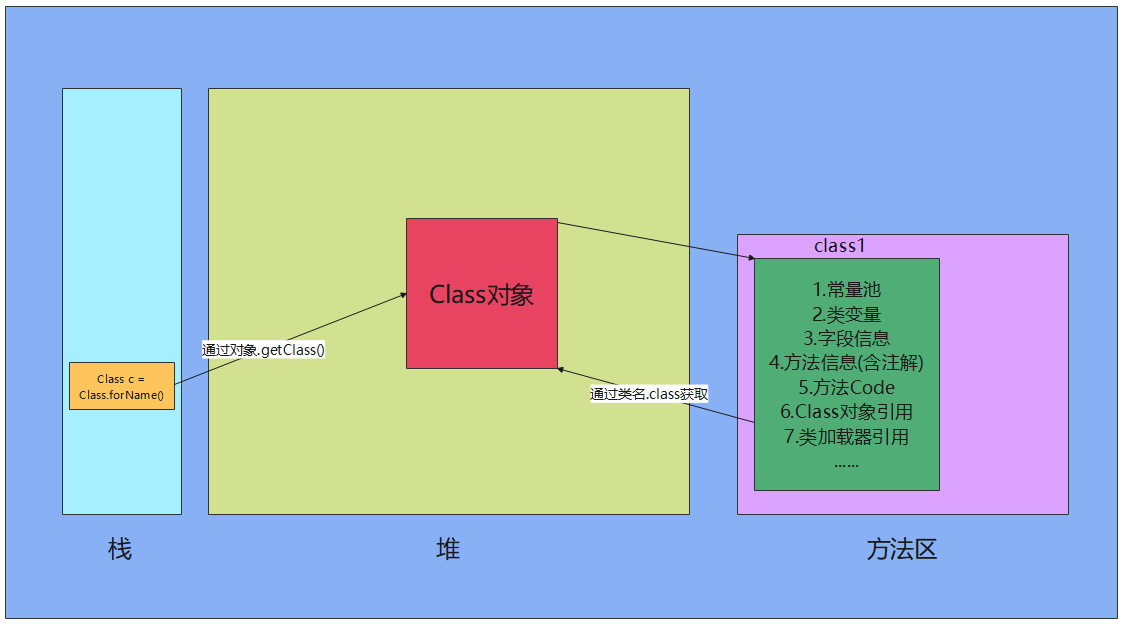 class1
Class对象
1.常量池
2.类变量
3.字段信息
4.方法信息(含注解)
5.方法Code
6.Class对象引用
7.类加载器引用
......
通过对象.getClass()
Class c =
Class.forName()
通过类名.class获取
栈
堆
方法区